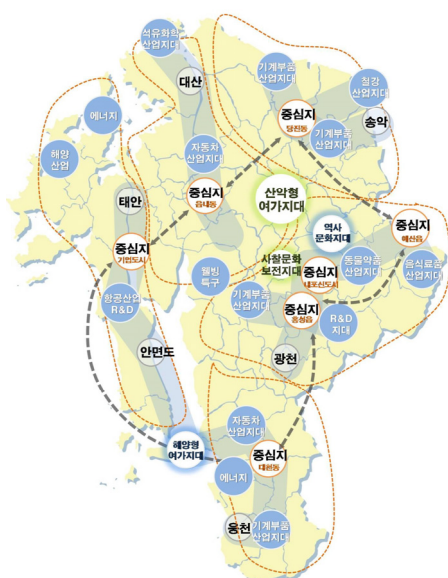 석유화학
산업지대
대산
기계부품
산업지대
철강
산업지대
중심지
당진동
송악
기계부품
산업지대
에너지
해양
산업
자동차
산업지대
태안
중심지
읍내동
산악형
여가지대
역사
문화지대
중심지
예산읍
중심지
기업도시
사찰문화
보전지대
웰빙
특구
중심지
내포신도시
동물약품
산업지대
음식료품
산업지대
항공산업
R&D
기계부품
산업지대
중심지
홍성읍
R&D
지대
안면도
광천
자동차
산업지대
해양형
여가지대
중심지
대천동
에너지
웅천
기계부품
산업지대